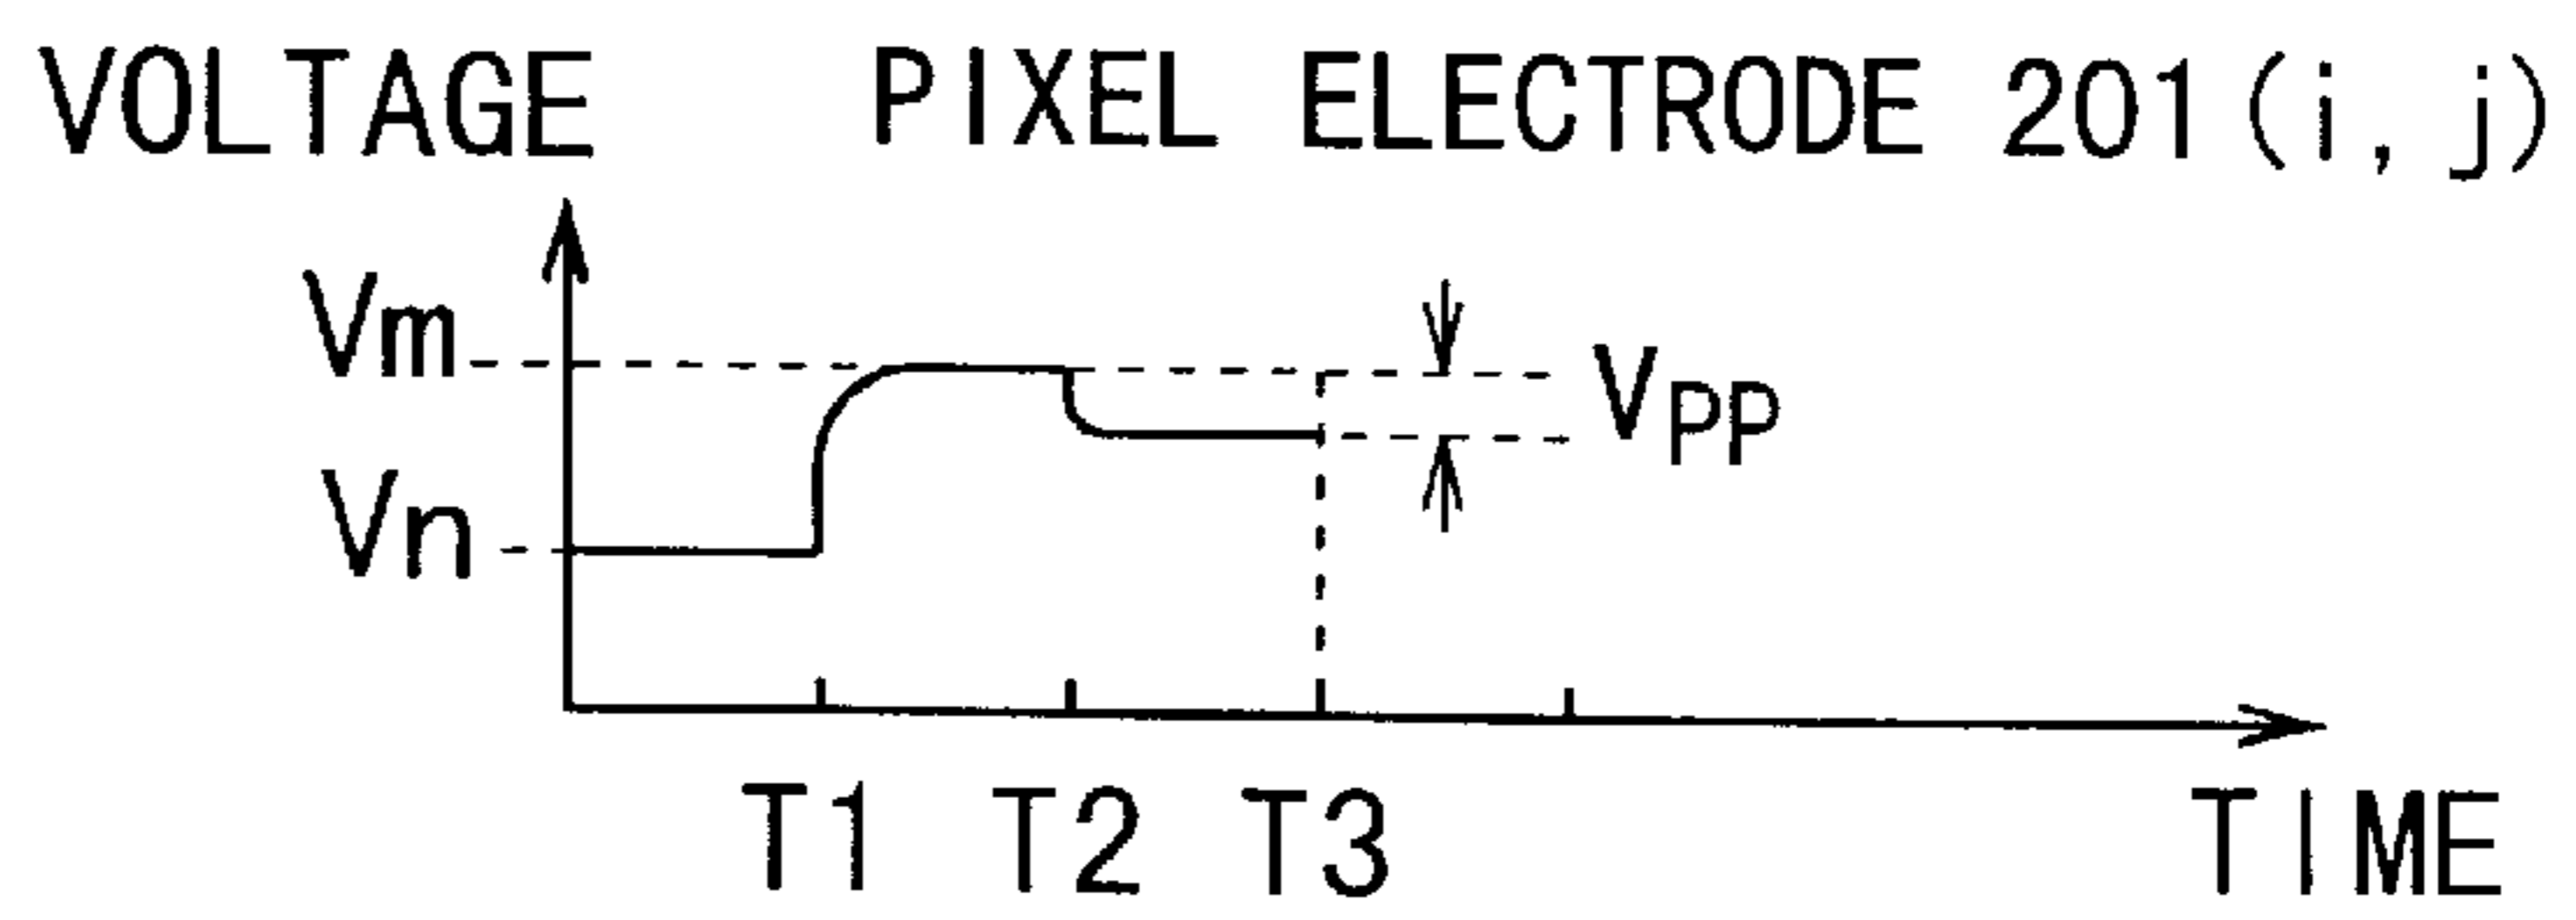 VOLTAGE PIXEL ELECTRODE 201(i, j)
Vm
VPP
Vn
T1 T2 T3 TIME